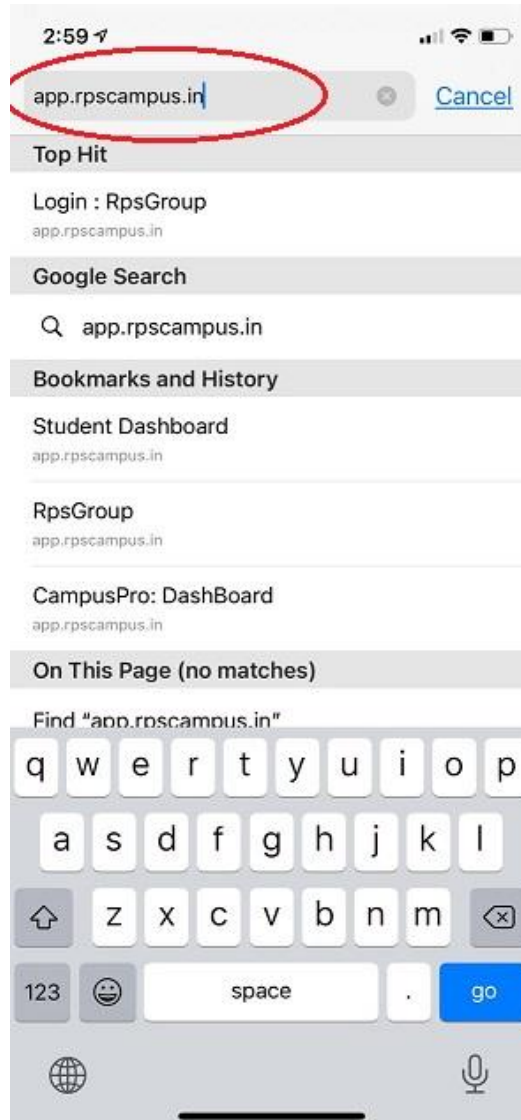 2:59
app.rpscampus.in
Cancel
Top Hit
Login : RpsGroup
app.rpscampus.in
Google Search
app.rpscampus.in
Bookmarks and History
Student Dashboard
app.rpscampus.in
RpsGroup
app.rpscampus.in
CampusPro: DashBoard
app.rpscampus.in
On This Page (no matches)
Find “app.rpscampus.in”
q w e r t y u i o p
a s d f g h j k l
z x c v b n m
123 space . go